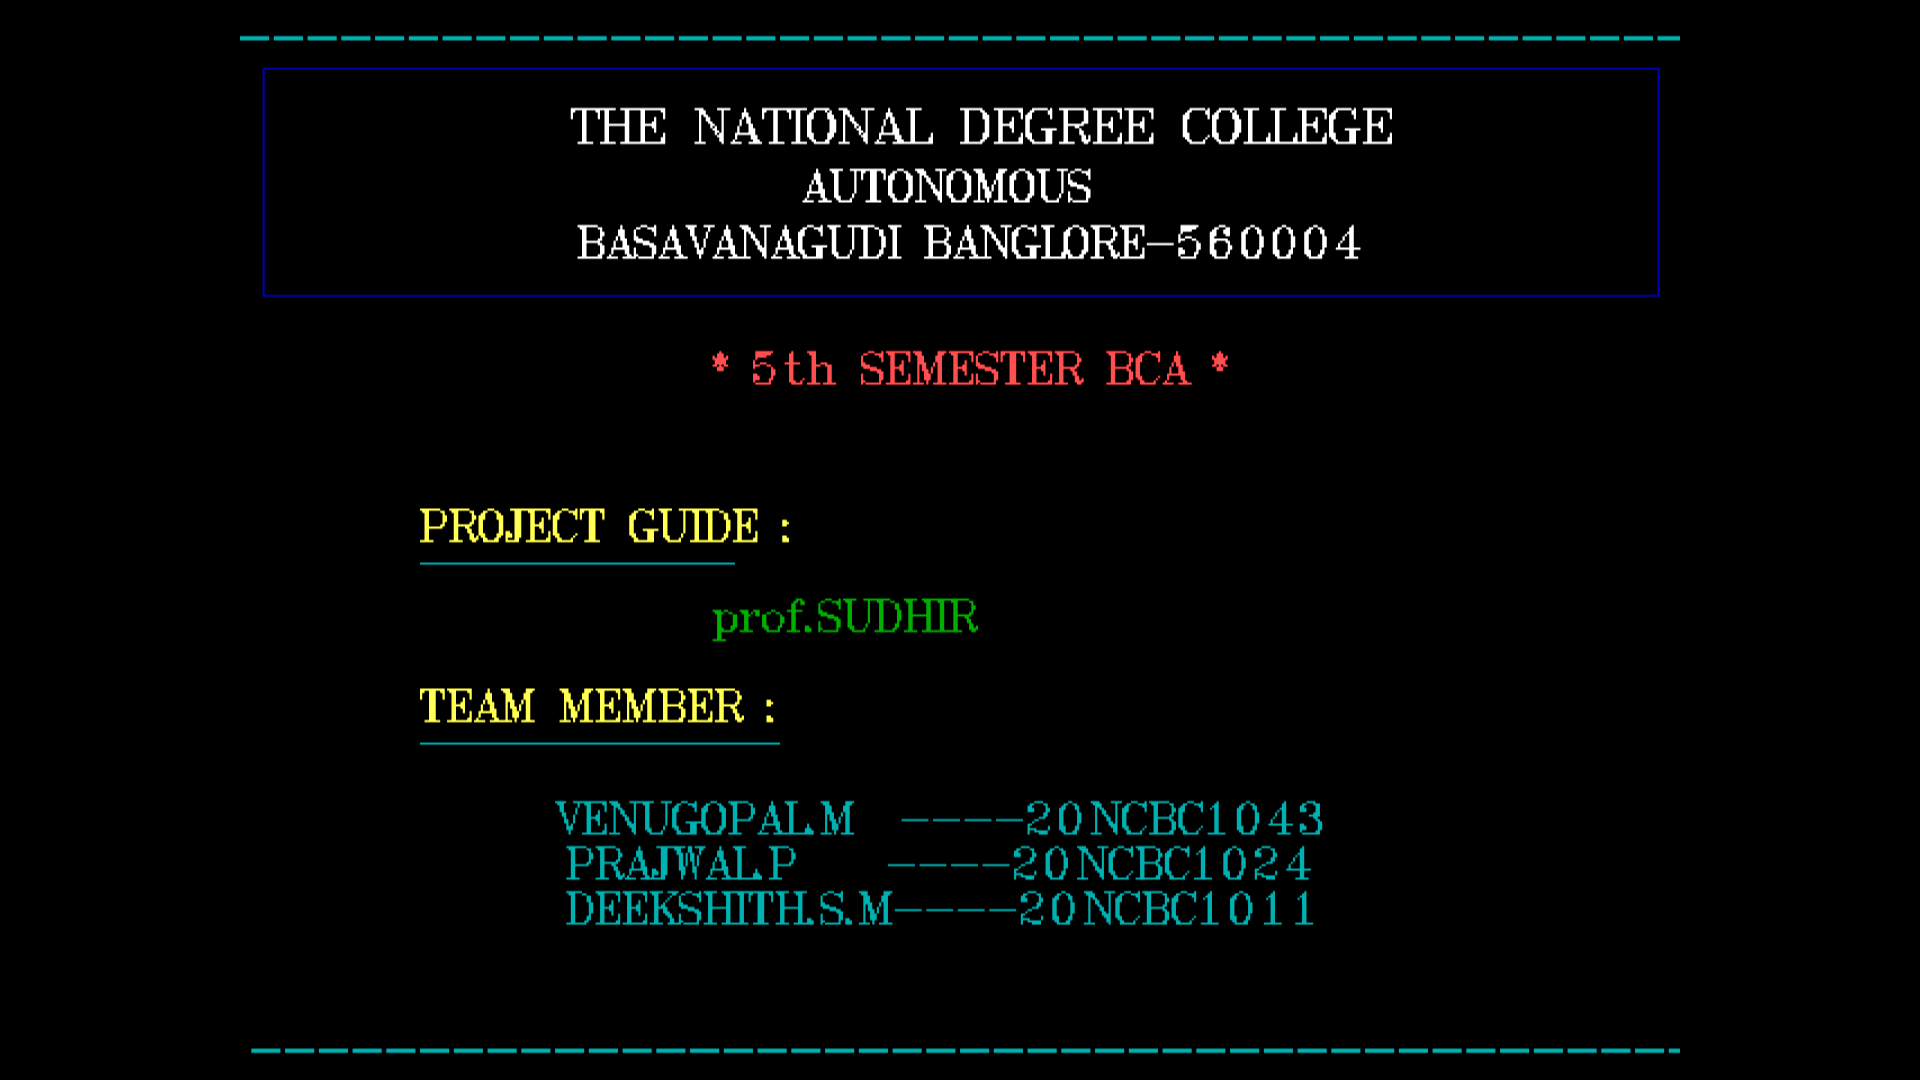 THE NATIONAL DEGREE COLLEGE
AUTONOMOUS
BASAVANAGUDI BANGLORE-560004
* 5th SEMESTER BCA *
PROJECT GUIDE :
prof.SUDHIR
TEAM MEMBER :
VENUGOPAL.M ----20NCBC1043
PRAJWAL.P ----20NCBC1024
DEEKSHITH.S.M----20NCBC1011